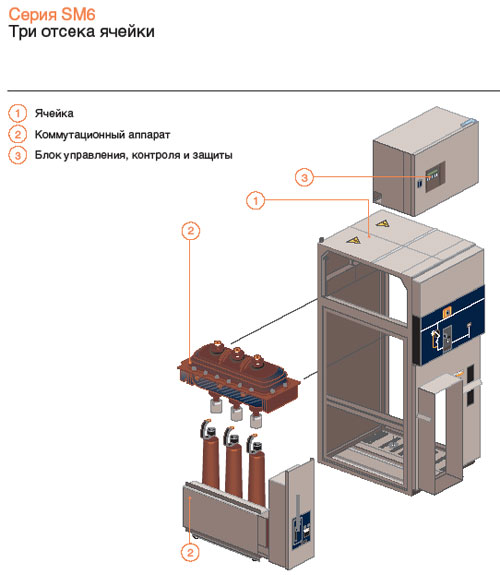 Серия SM6
Три отсека ячейки
1 Ячейка
2 Коммутационный аппарат
3 Блок управления, контроля и защиты
3
1
2
2